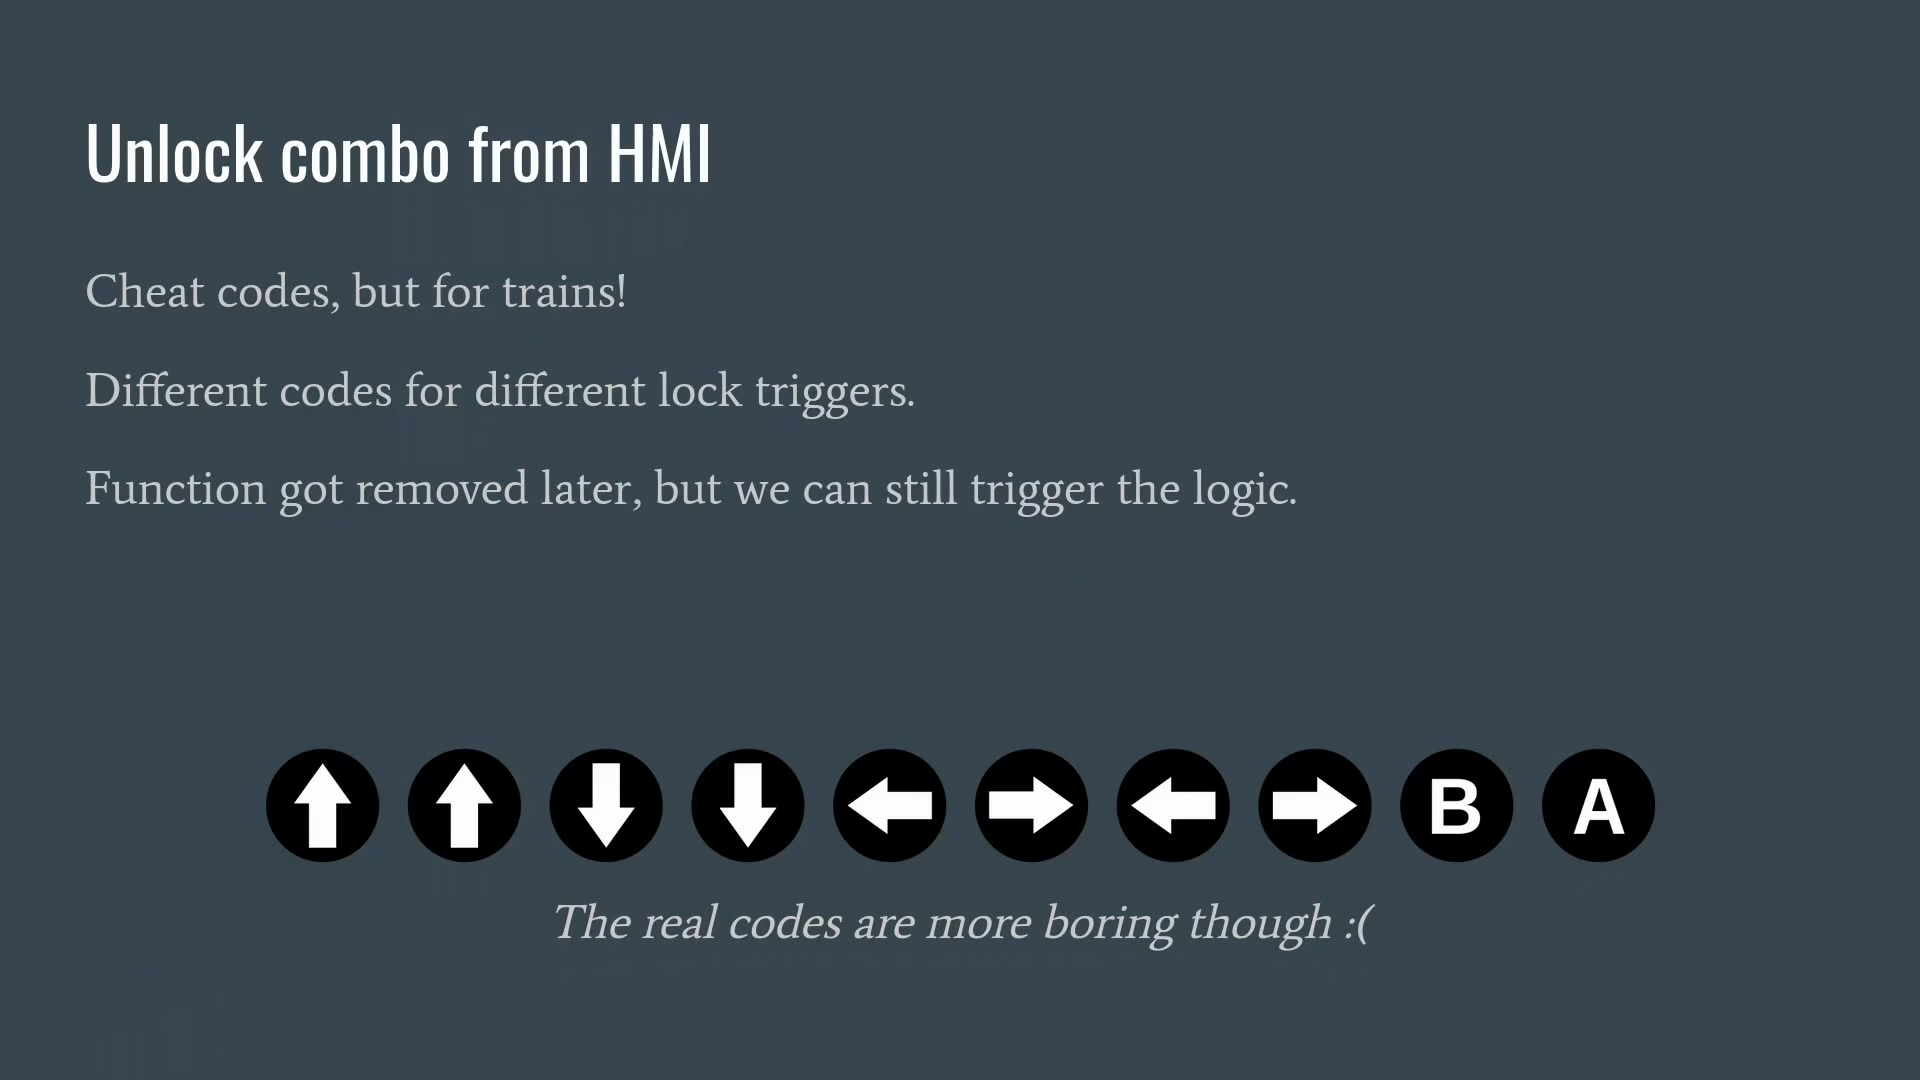 Unlock combo from HMI
Cheat codes, but for trains!
Different codes for different lock triggers.
Function got removed later, but we can still trigger the logic.
B A
The real codes are more boring though :(